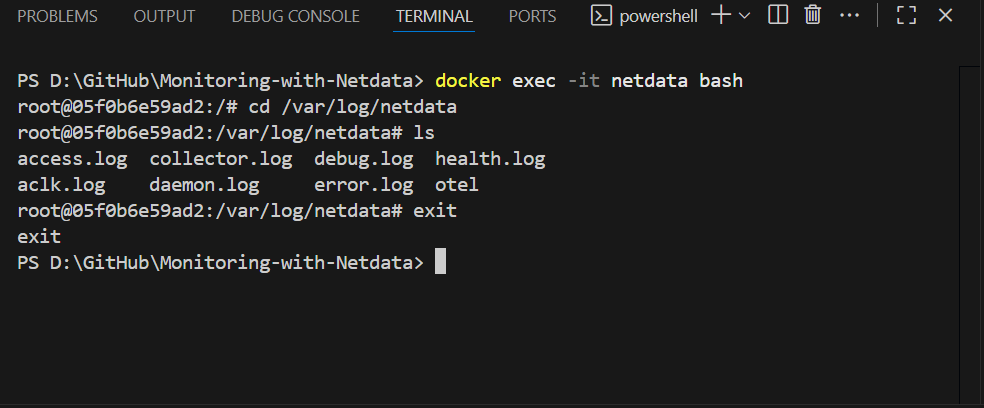 PROBLEMS OUTPUT DEBUG CONSOLE TERMINAL PORTS powershell
PS D:\GitHub\Monitoring-with-Netdata> docker exec -it netdata bash
root@05f0b6e59ad2:/# cd /var/log/netdata
root@05f0b6e59ad2:/var/log/netdata# ls
access.log  collector.log  debug.log  health.log
aclk.log    daemon.log     error.log  otel
root@05f0b6e59ad2:/var/log/netdata# exit
exit
PS D:\GitHub\Monitoring-with-Netdata>